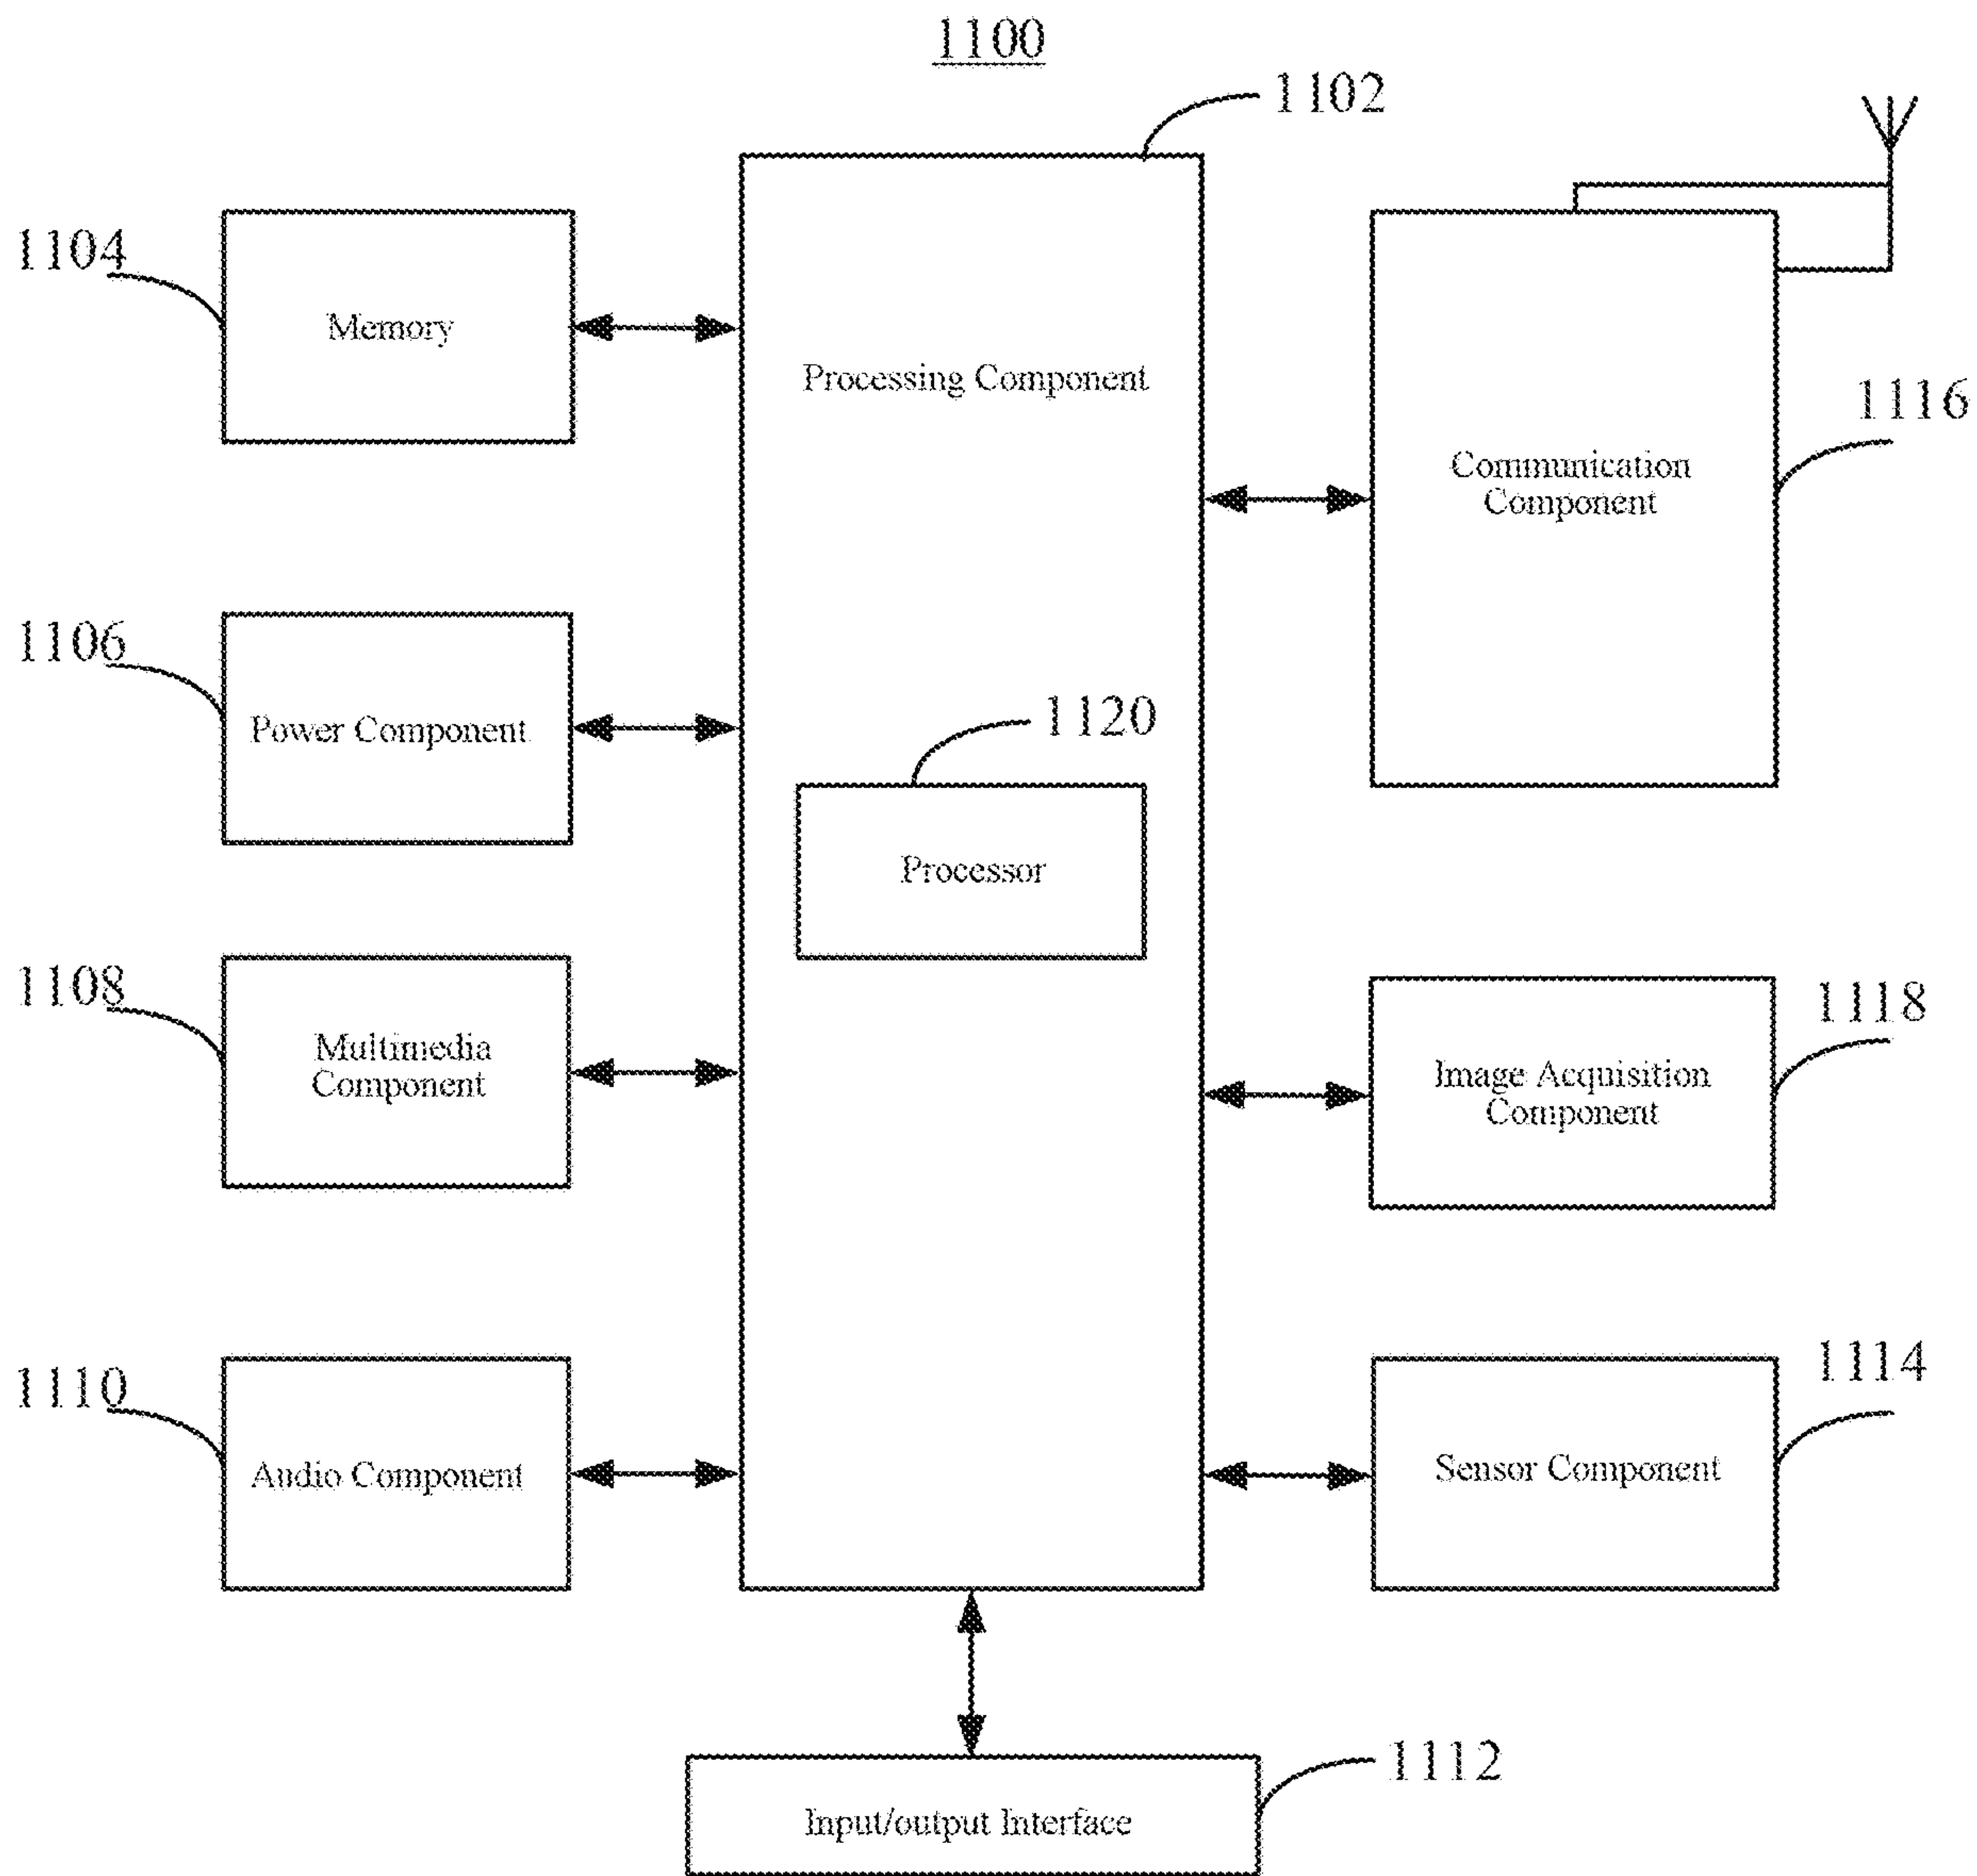 1100
1102
1104
Memory
Processing Component
1116
Communication
Component
1106
Power Component
1120
Processor
1108
Multimedia
Component
1118
Image Acquisition
Component
1110
Audio Component
1114
Sensor Component
1112
Input/output Interface